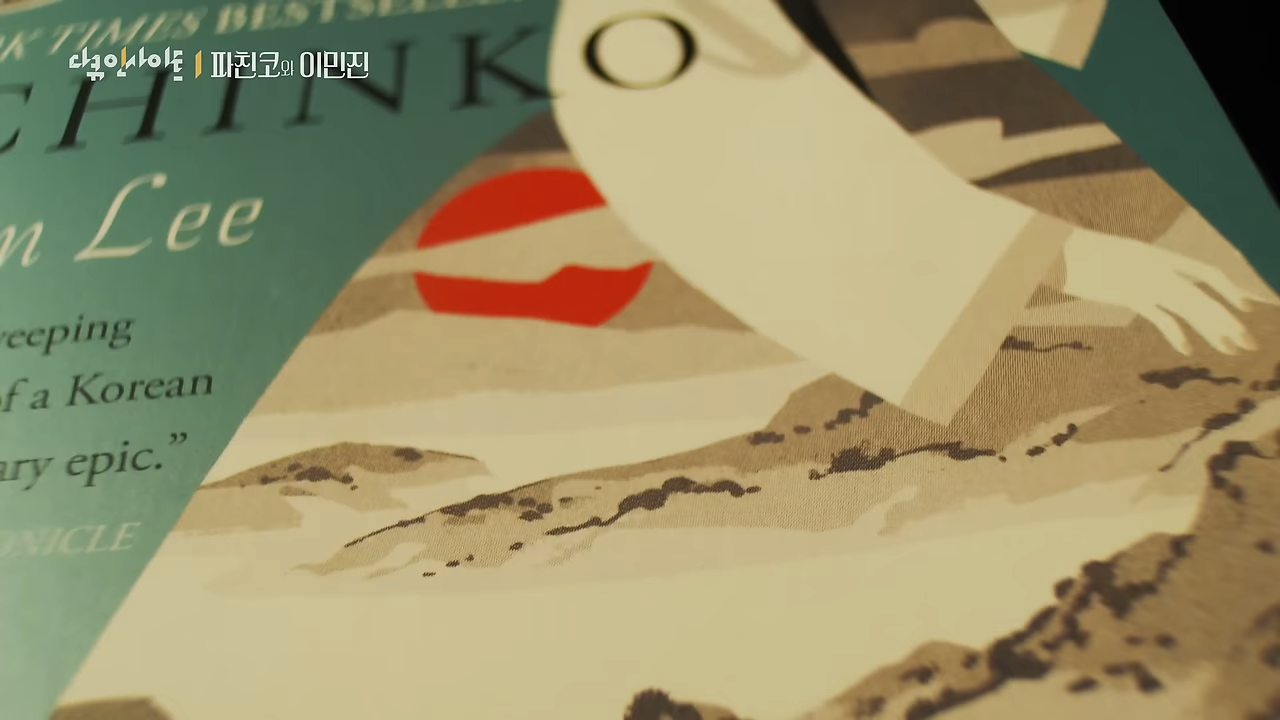 K TIMES BESTSELLER
다큐 인사이트 | 파친코와 이민진
CHINKO
n Lee
weeping
of a Korean
ary epic.”
ONICLE